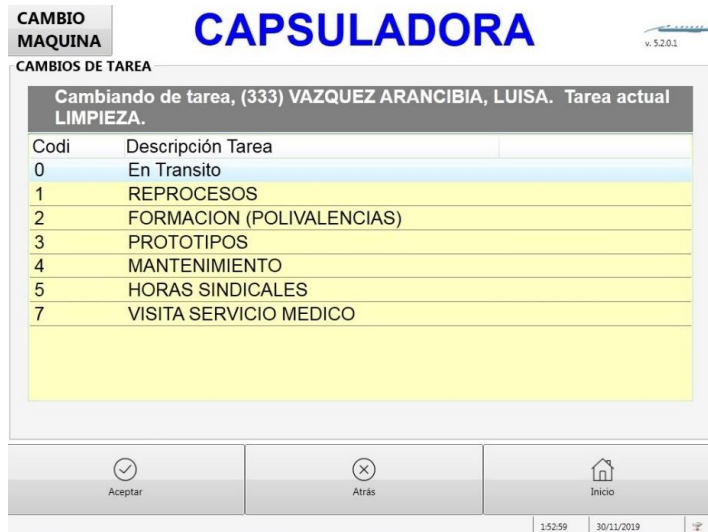 CAMBIO
MAQUINA
CAPSULADORA
v. 5.2.0.1
CAMBIOS DE TAREA
Cambiando de tarea, (333) VAZQUEZ ARANCIBIA, LUISA. Tarea actual
LIMPIEZA.
Codi Descripción Tarea
0 En Transito
1 REPROCESOS
2 FORMACION (POLIVALENCIAS)
3 PROTOTIPOS
4 MANTENIMIENTO
5 HORAS SINDICALES
7 VISITA SERVICIO MEDICO
Aceptar Atrás Inicio
1:52:59 30/11/2019